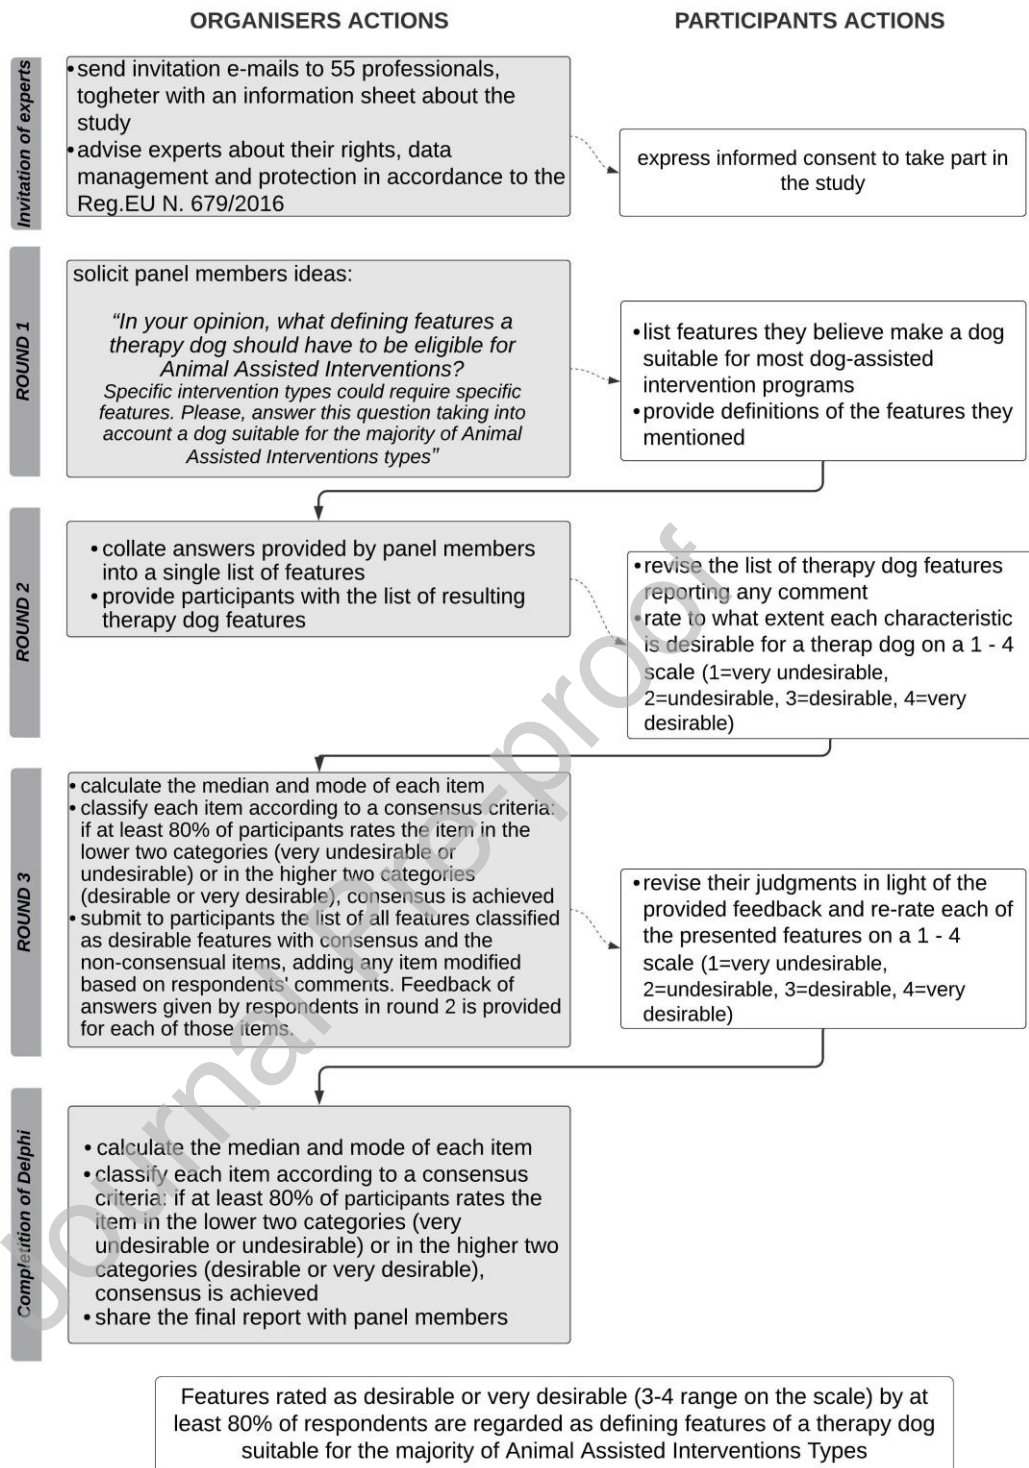 ORGANISERS ACTIONS
PARTICIPANTS ACTIONS
Invitation of experts
•send invitation e-mails to 55 professionals,
togheter with an information sheet about the
study
•advise experts about their rights, data
management and protection in accordance to the
Reg.EU N. 679/2016
express informed consent to take part in
the study
ROUND 1
solicit panel members ideas:
“In your opinion, what defining features a
therapy dog should have to be eligible for
Animal Assisted Interventions?
Specific intervention types could require specific
features. Please, answer this question taking into
account a dog suitable for the majority of Animal
Assisted Interventions types”
•list features they believe make a dog
suitable for most dog-assisted
intervention programs
•provide definitions of the features they
mentioned
ROUND 2
•collate answers provided by panel members
into a single list of features
•provide participants with the list of resulting
therapy dog features
•revise the list of therapy dog features
reporting any comment
•rate to what extent each characteristic
is desirable for a therap dog on a 1 - 4
scale (1=very undesirable,
2=undesirable, 3=desirable, 4=very
desirable)
ROUND 3
•calculate the median and mode of each item
•classify each item according to a consensus criteria:
if at least 80% of participants rates the item in the
lower two categories (very undesirable or
undesirable) or in the higher two categories
(desirable or very desirable), consensus is achieved
•submit to participants the list of all features classified
as desirable features with consensus and the
non-consensual items, adding any item modified
based on respondents' comments. Feedback of
answers given by respondents in round 2 is provided
for each of those items.
•revise their judgments in light of the
provided feedback and re-rate each of
the presented features on a 1 - 4
scale (1=very undesirable,
2=undesirable, 3=desirable, 4=very
desirable)
Completition of Delphi
•calculate the median and mode of each item
•classify each item according to a consensus
criteria: if at least 80% of participants rates the
item in the lower two categories (very
undesirable or undesirable) or in the higher two
categories (desirable or very desirable),
consensus is achieved
•share the final report with panel members
Features rated as desirable or very desirable (3-4 range on the scale) by at
least 80% of respondents are regarded as defining features of a therapy dog
suitable for the majority of Animal Assisted Interventions Types
Journal Pre-proof